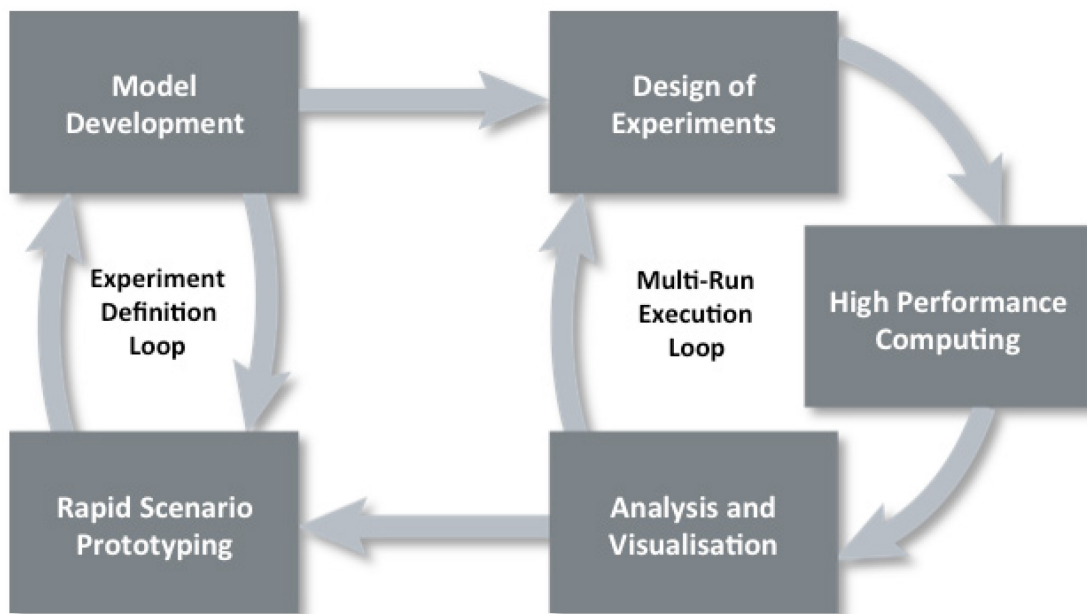 Model
Development
Design of
Experiments
Experiment
Definition
Loop
Multi-Run
Execution
Loop
High Performance
Computing
Rapid Scenario
Prototyping
Analysis and
Visualisation